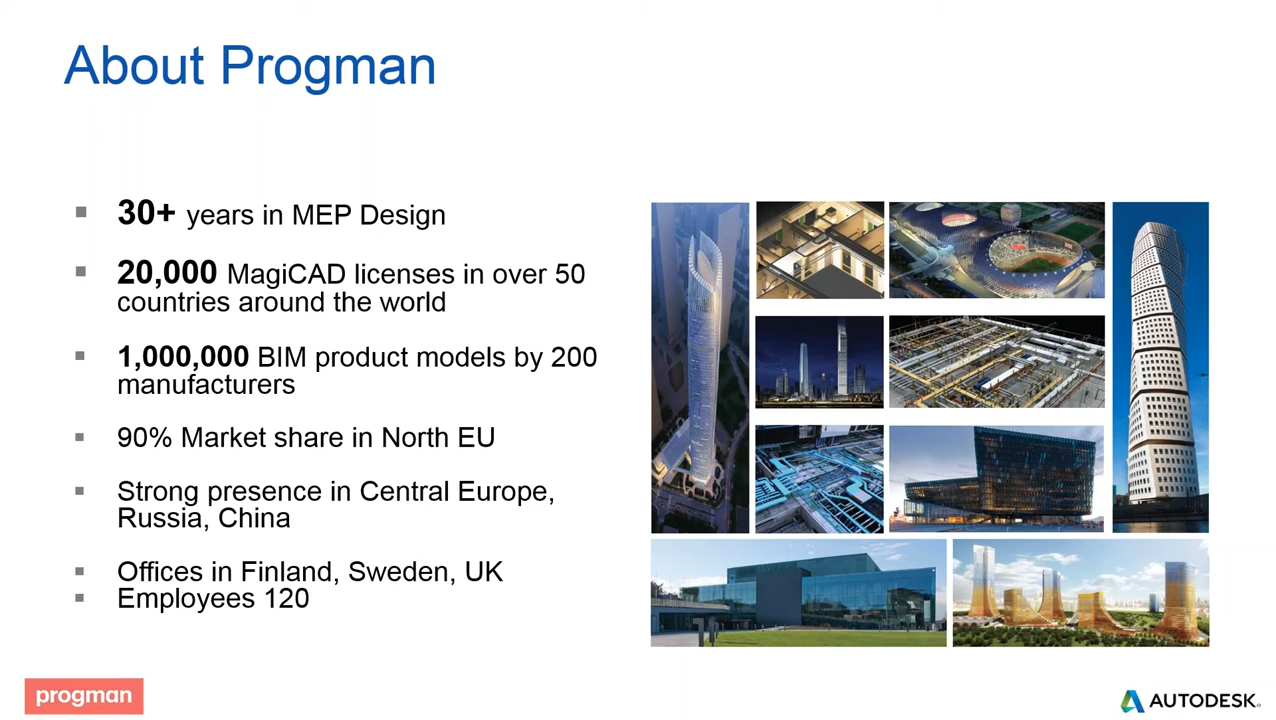 About Progman
30+ years in MEP Design
20,000 MagiCAD licenses in over 50
countries around the world
1,000,000 BIM product models by 200
manufacturers
90% Market share in North EU
Strong presence in Central Europe,
Russia, China
Offices in Finland, Sweden, UK
Employees 120
progman
AUTODESK